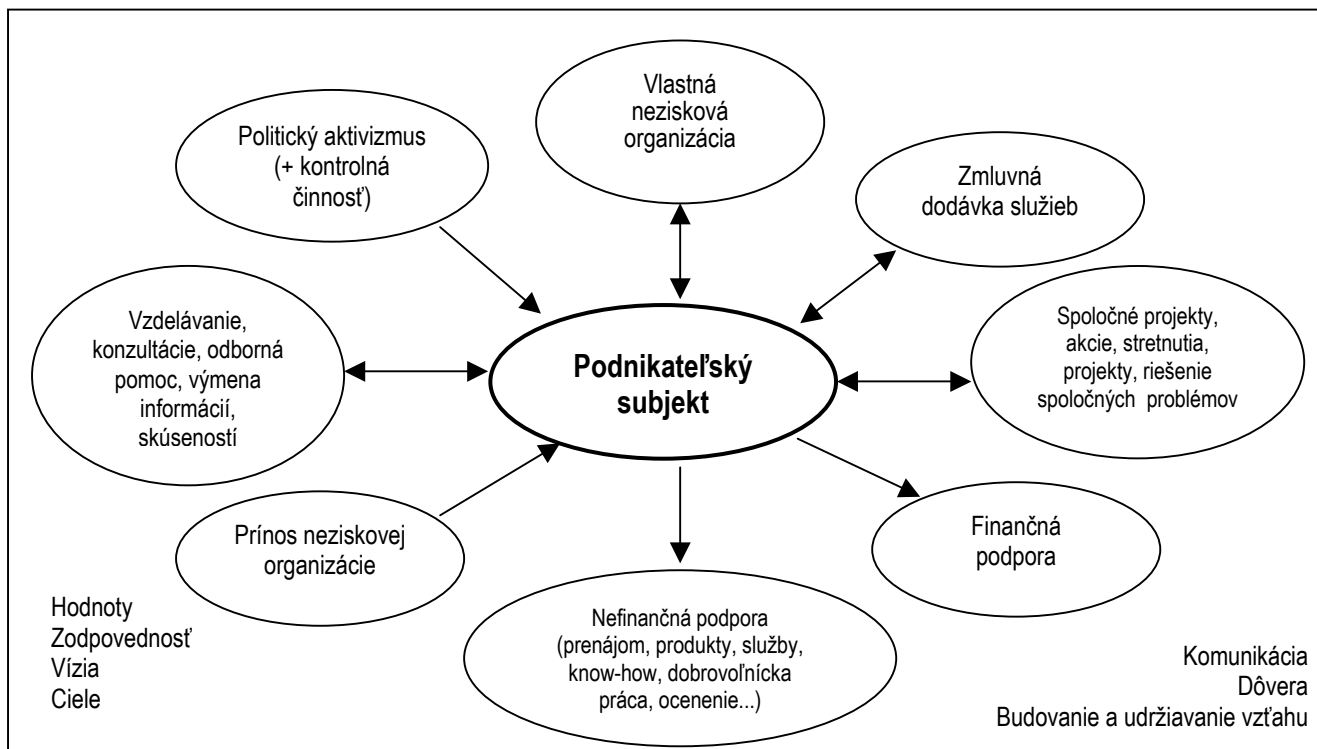 Vlastná
nezisková
organizácia
Politický aktivizmus
(+ kontrolná
činnosť)
Zmluvná
dodávka služieb
Vzdelávanie,
konzultácie, odborná
pomoc, výmena
informácií,
skúseností
Podnikateľský
subjekt
Spoločné projekty,
akcie, stretnutia,
projekty, riešenie
spoločných problémov
Prínos neziskovej
organizácie
Finančná
podpora
Nefinančná podpora
(prenájom, produkty, služby,
know-how, dobrovoľnícka
práca, ocenenie...)
Hodnoty
Zodpovednosť
Vízia
Ciele
Komunikácia
Dôvera
Budovanie a udržiavanie vzťahu